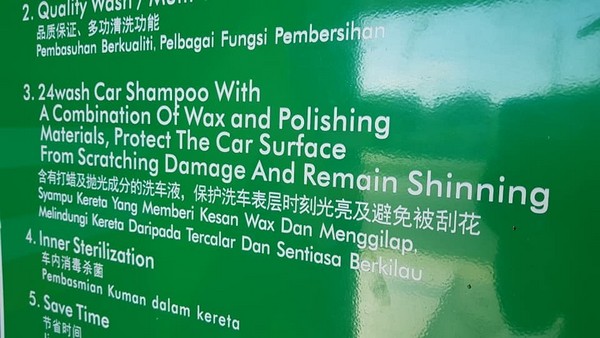 2. Quality Wash /
品质保证、多功清洗功能
Pembasuhan Berkualiti, Pelbagai Fungsi Pembersihan
3. 24wash Car Shampoo With
A Combination Of Wax and Polishing
Materials, Protect The Car Surface
From Scratching Damage And Remain Shinning
含有打蜡及抛光成分的洗车液，保护洗车表层时刻光亮及避免被刮花
Syampu Kereta Yang Memberi Kesan Wax Dan Menggilap,
Melindungi Kereta Daripada Tercalar Dan Sentiasa Berkilau
4. Inner Sterilization
车内消毒杀菌
Pembasmian Kuman dalam kereta
5. Save Time
节省时间